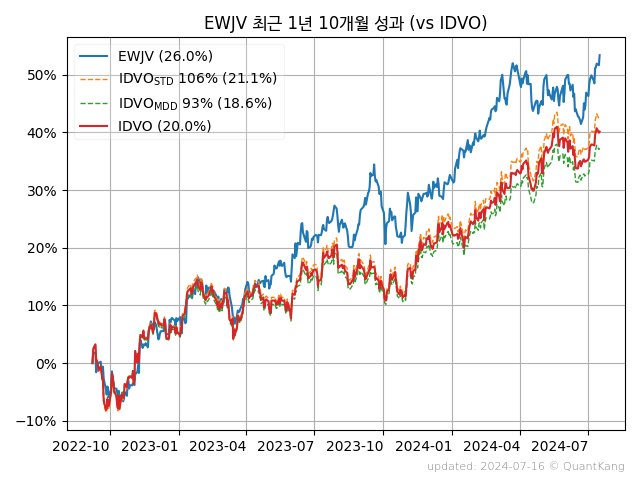 EWJV 최근 1년 10개월 성과 (vs IDVO)
EWJV (26.0%)
IDVO_STD 106% (21.1%)
IDVO_MDD 93% (18.6%)
IDVO (20.0%)
50%
40%
30%
20%
10%
0%
−10%
2022-10 2023-01 2023-04 2023-07 2023-10 2024-01 2024-04 2024-07
updated: 2024-07-16 © QuantKang